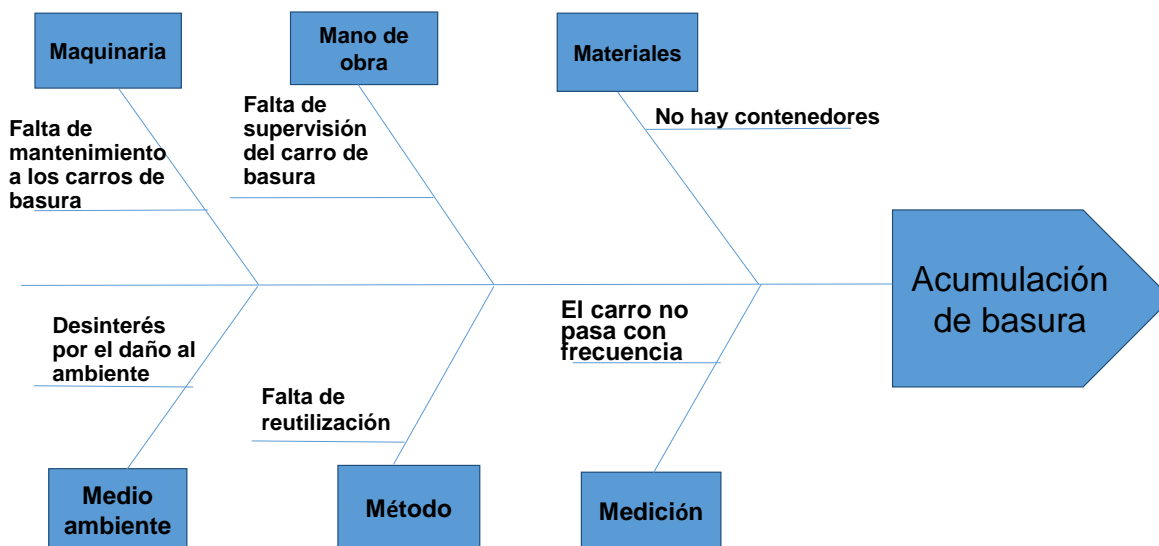 Maquinaria
Mano de
obra
Materiales
Falta de
mantenimiento
a los carros de
basura
Falta de
supervisión
del carro de
basura
No hay contenedores
Acumulación
de basura
Desinterés
por el daño al
ambiente
Falta de
reutilización
El carro no
pasa con
frecuencia
Medio
ambiente
Método
Medición